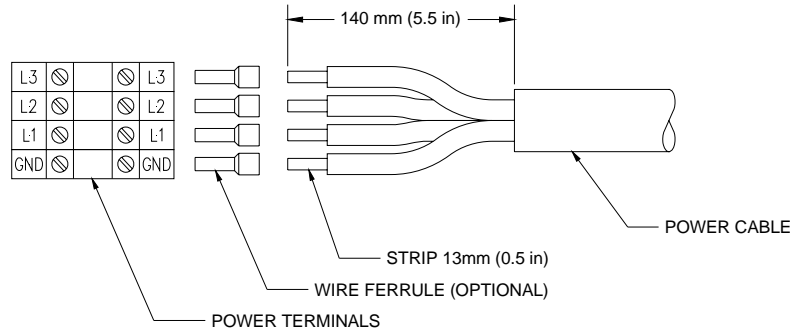 140 mm (5.5 in)
L3 L3
L2 L2
L1 L1
GND GND
POWER CABLE
STRIP 13mm (0.5 in)
WIRE FERRULE (OPTIONAL)
POWER TERMINALS